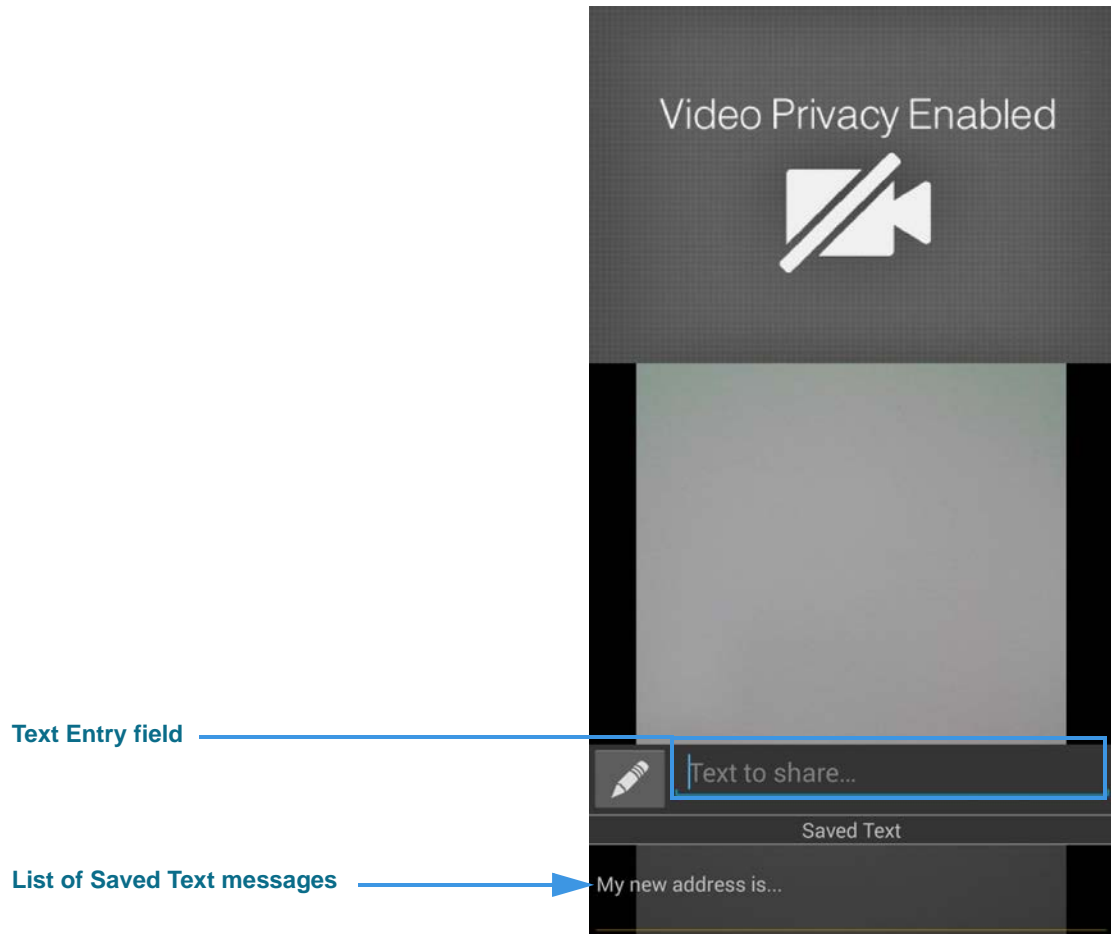 Video Privacy Enabled
Text Entry field
Text to share...
Saved Text
List of Saved Text messages
My new address is...